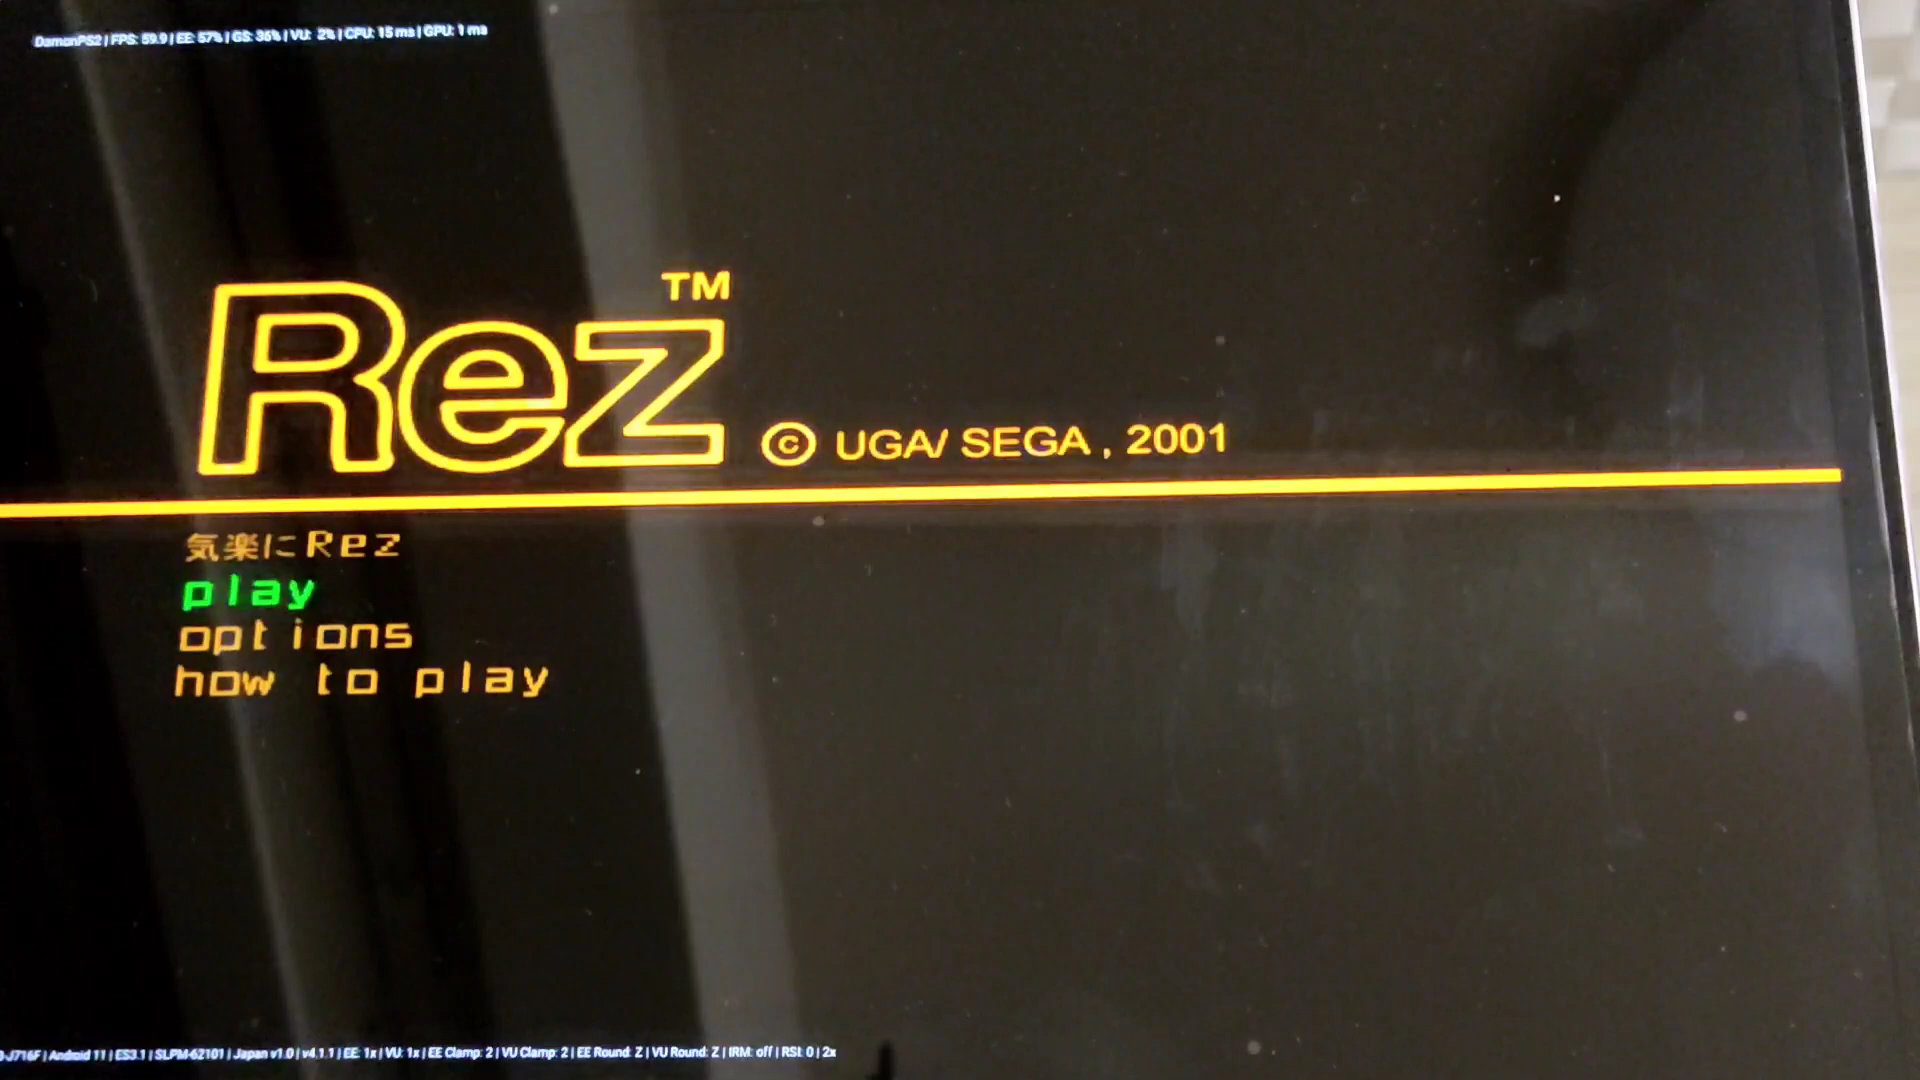 DamonPS2 | FPS: 59.9 | EE: 57% | GS: 36% | VU: 2% | CPU: 15 ms | GPU: 1 ms
Rez™
© UGA/ SEGA , 2001
気楽にRez
play
options
how to play
-J716F | Android 11 | ES3.1 | SLPM-62101 | Japan v1.0 | v4.1.1 | EE: 1x | VU: 1x | EE Clamp: 2 | VU Clamp: 2 | EE Round: Z | VU Round: Z | IRM: off | RSI: 0 | 2x